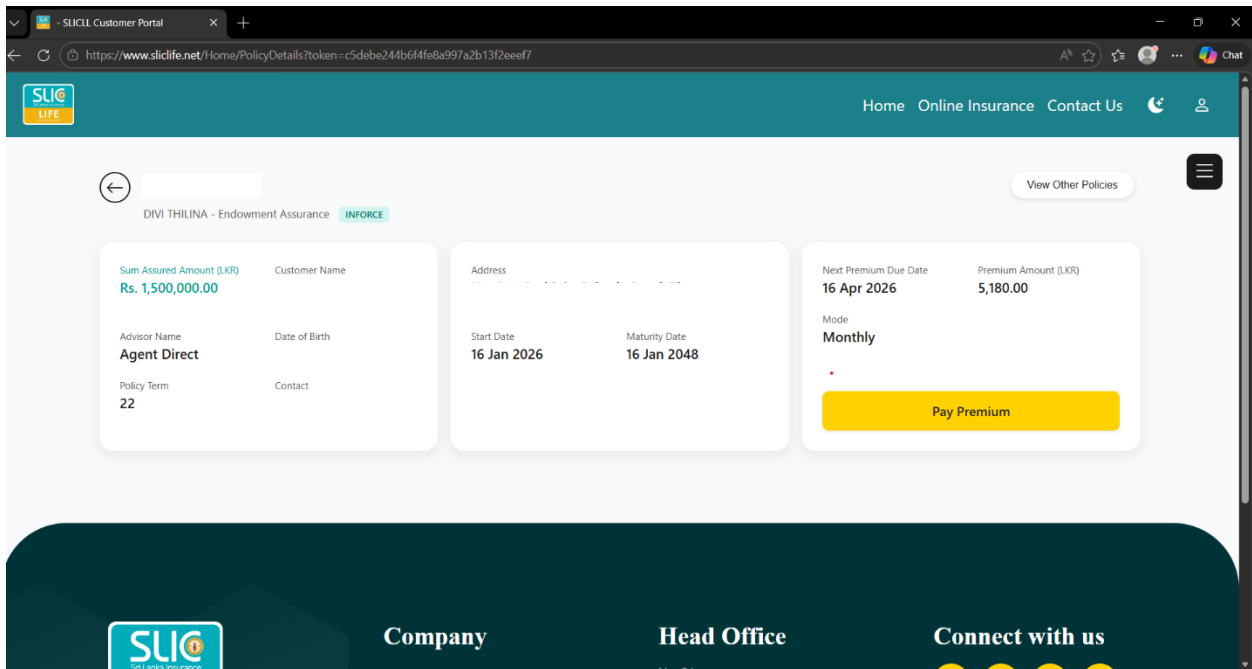 - SLICLL Customer Portal
https://www.sliclife.net/Home/PolicyDetails?token=c5debe244b6f4fe8a997a2b13f2eeef7
Chat
SLIC
LIFE
Home Online Insurance Contact Us
View Other Policies
DIVI THILINA - Endowment Assurance INFORCE
Sum Assured Amount (LKR)
Rs. 1,500,000.00
Customer Name
Advisor Name
Agent Direct
Date of Birth
Policy Term
22
Contact
Address
Start Date
16 Jan 2026
Maturity Date
16 Jan 2048
Next Premium Due Date
16 Apr 2026
Premium Amount (LKR)
5,180.00
Mode
Monthly
Pay Premium
SLIC
Sri Lanka Insurance
Company
Head Office
Connect with us